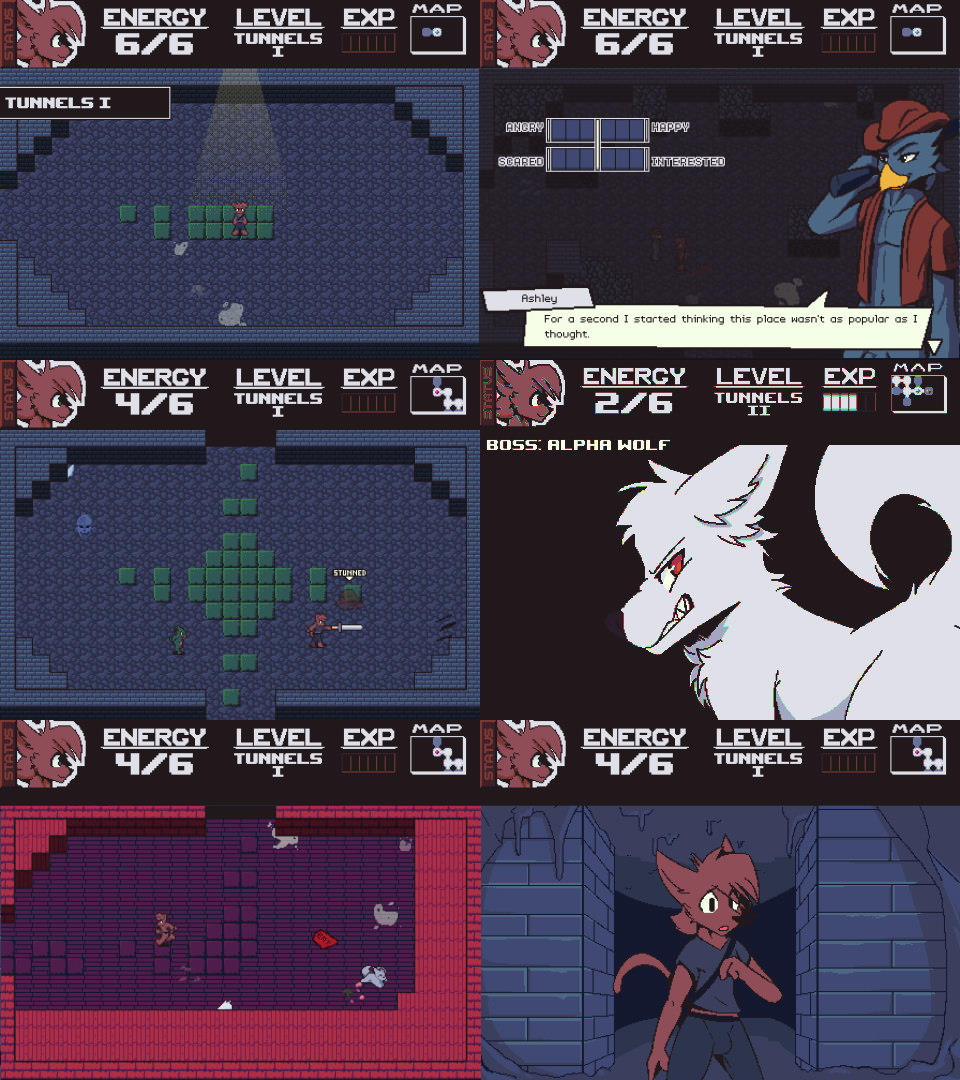 STATUS
ENERGY
6/6
LEVEL
TUNNELS
I
EXP
MAP
TUNNELS I
STATUS
ENERGY
6/6
LEVEL
TUNNELS
I
EXP
MAP
ANGRY
HAPPY
SCARED
INTERESTED
Ashley
For a second I started thinking this place wasn't as popular as I
thought.
STATUS
ENERGY
4/6
LEVEL
TUNNELS
I
EXP
MAP
STUNNED
STATUS
ENERGY
2/6
LEVEL
TUNNELS
II
EXP
MAP
BOSS: ALPHA WOLF
STATUS
ENERGY
4/6
LEVEL
TUNNELS
I
EXP
MAP
STATUS
ENERGY
4/6
LEVEL
TUNNELS
I
EXP
MAP